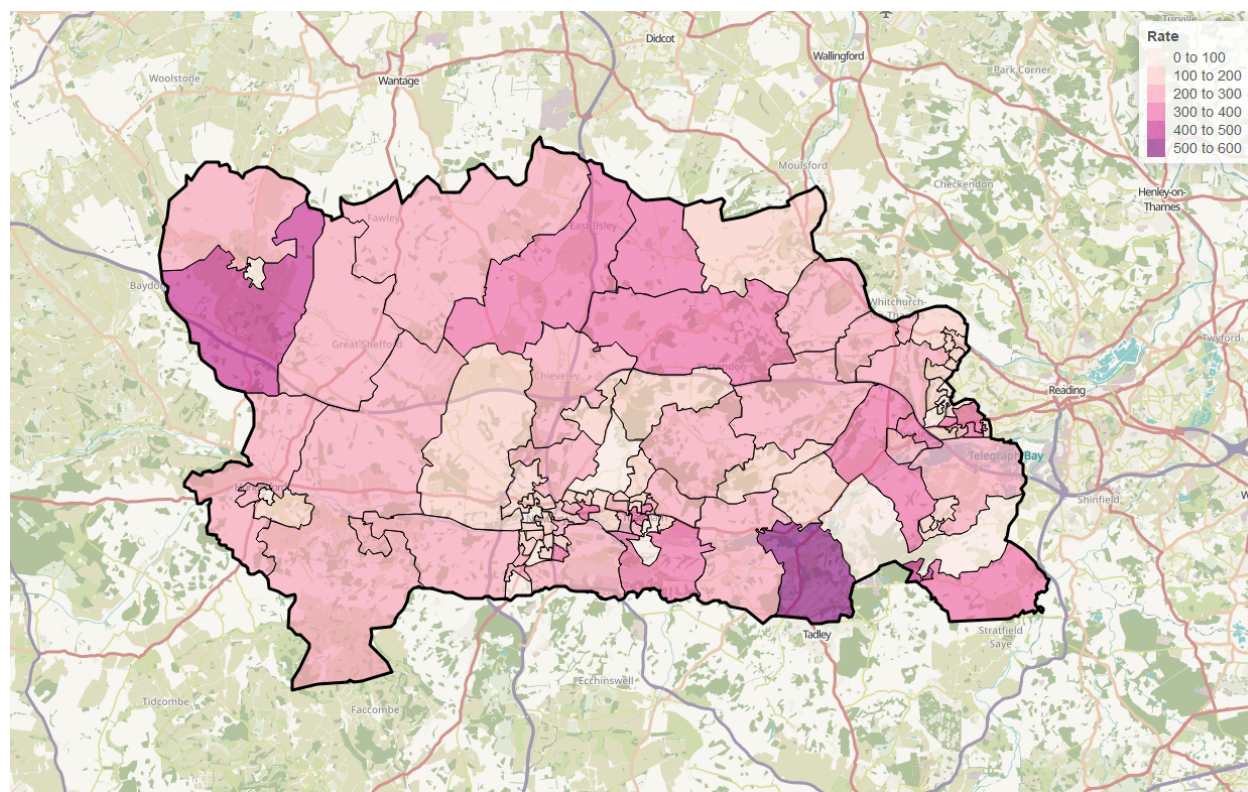 Turville
Rate
0 to 100
100 to 200
200 to 300
300 to 400
400 to 500
500 to 600
Didcot
Wallingford
Park Corner
Woolstone
Wantage
Moulsford
Checkendon
Henley-on-
Thames
Fawley
East Ilsley
Baydon
Whitchurch-
Twyford
Great Shefford
Chieveley
Reading
Telegraph Bay
Shinfield
Tadley
Stratfield
Saye
Ecchinswell
Tidcombe
Faccombe